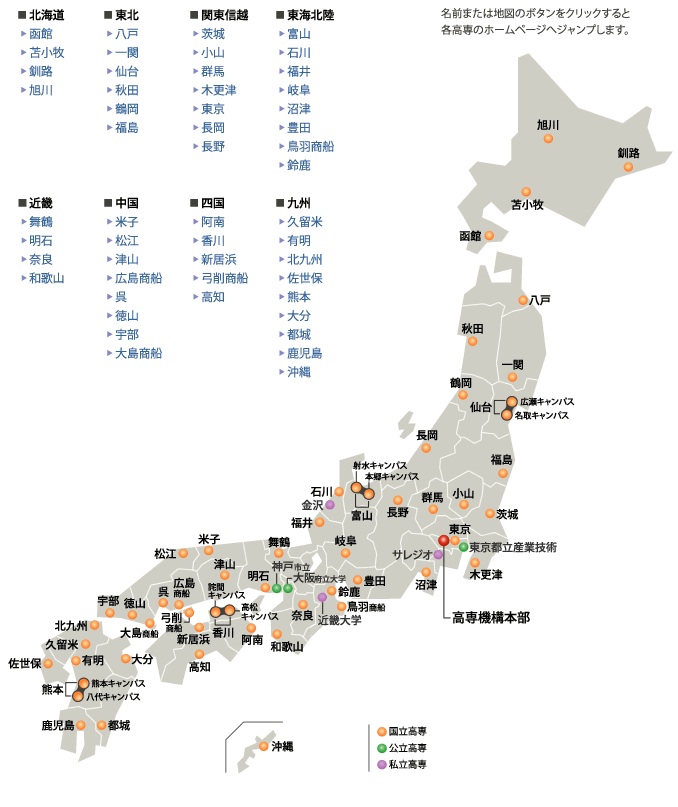 ■ 北海道
▶ 函館
▶ 苫小牧
▶ 釧路
▶ 旭川
■ 東北
▶ 八戸
▶ 一関
▶ 仙台
▶ 秋田
▶ 鶴岡
▶ 福島
■ 関東信越
▶ 茨城
▶ 小山
▶ 群馬
▶ 木更津
▶ 東京
▶ 長岡
▶ 長野
■ 東海北陸
▶ 富山
▶ 石川
▶ 福井
▶ 岐阜
▶ 沼津
▶ 豊田
▶ 鳥羽商船
▶ 鈴鹿
名前または地図のボタンをクリックすると
各高専のホームページへジャンプします。
■ 近畿
▶ 舞鶴
▶ 明石
▶ 奈良
▶ 和歌山
■ 中国
▶ 米子
▶ 松江
▶ 津山
▶ 広島商船
▶ 呉
▶ 徳山
▶ 宇部
▶ 大島商船
■ 四国
▶ 阿南
▶ 香川
▶ 新居浜
▶ 弓削商船
▶ 高知
■ 九州
▶ 久留米
▶ 有明
▶ 北九州
▶ 佐世保
▶ 熊本
▶ 大分
▶ 都城
▶ 鹿児島
▶ 沖縄
旭川
釧路
苫小牧
函館
八戸
秋田
一関
鶴岡
仙台
広瀬キャンパス
名取キャンパス
長岡
福島
射水キャンパス
本郷キャンパス
富山
石川
金沢
福井
長野
群馬
小山
茨城
東京
東京都立産業技術
サレジオ
木更津
沼津
高専機構本部
岐阜
豊田
鈴鹿
鳥羽商船
近畿大学
奈良
和歌山
舞鶴
神戸市立
大阪府立大学
明石
米子
松江
津山
広島
商船
呉
弓削
商船
詫間
キャンパス
高松
キャンパス
香川
阿南
新居浜
高知
宇部
徳山
大島商船
北九州
久留米
佐世保
有明
大分
熊本
熊本キャンパス
八代キャンパス
鹿児島
都城
沖縄
国立高専
公立高専
私立高専